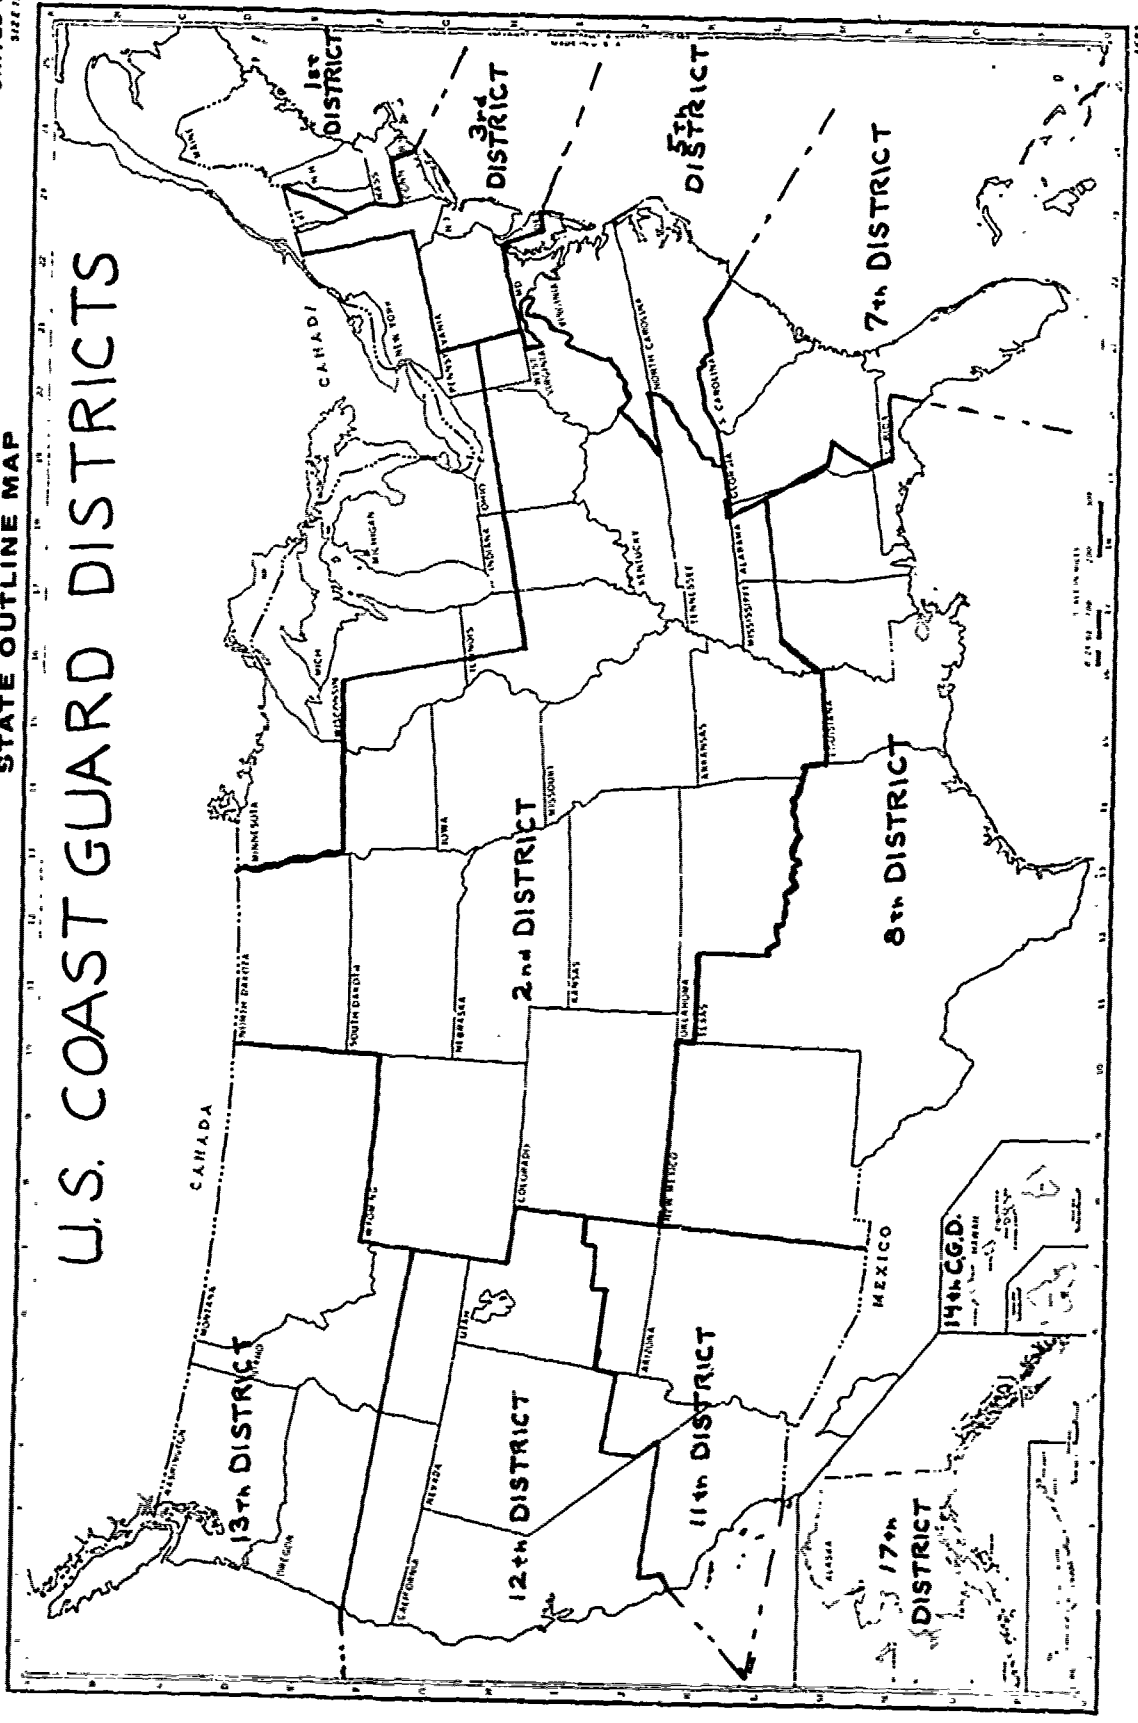 STATE OUTLINE MAP
U.S. COAST GUARD DISTRICTS
CANADA
CANADA
WASHINGTON
MONTANA
NORTH DAKOTA
MINNESOTA
MICH
MICHIGAN
WISCONSIN
MAINE
NH
VT
MASS
CONN
1st
DISTRICT
13th DISTRICT
OREGON
IDAHO
WYOMING
SOUTH DAKOTA
IOWA
ILLINOIS
INDIANA
OHIO
NEW YORK
PENNSYLVANIA
3rd
DISTRICT
CALIFORNIA
NEVADA
UTAH
COLORADO
NEBRASKA
KANSAS
MISSOURI
KENTUCKY
WEST
VIRGINIA
MD
VIRGINIA
12th DISTRICT
2nd DISTRICT
5th
DISTRICT
ARIZONA
NEW MEXICO
OKLAHOMA
TEXAS
ARKANSAS
TENNESSEE
NORTH CAROLINA
S CAROLINA
11th DISTRICT
MISSISSIPPI
ALABAMA
GEORGIA
LOUISIANA
7th DISTRICT
8th DISTRICT
MEXICO
ALASKA
17th
DISTRICT
14th C.G.D.
HAWAII